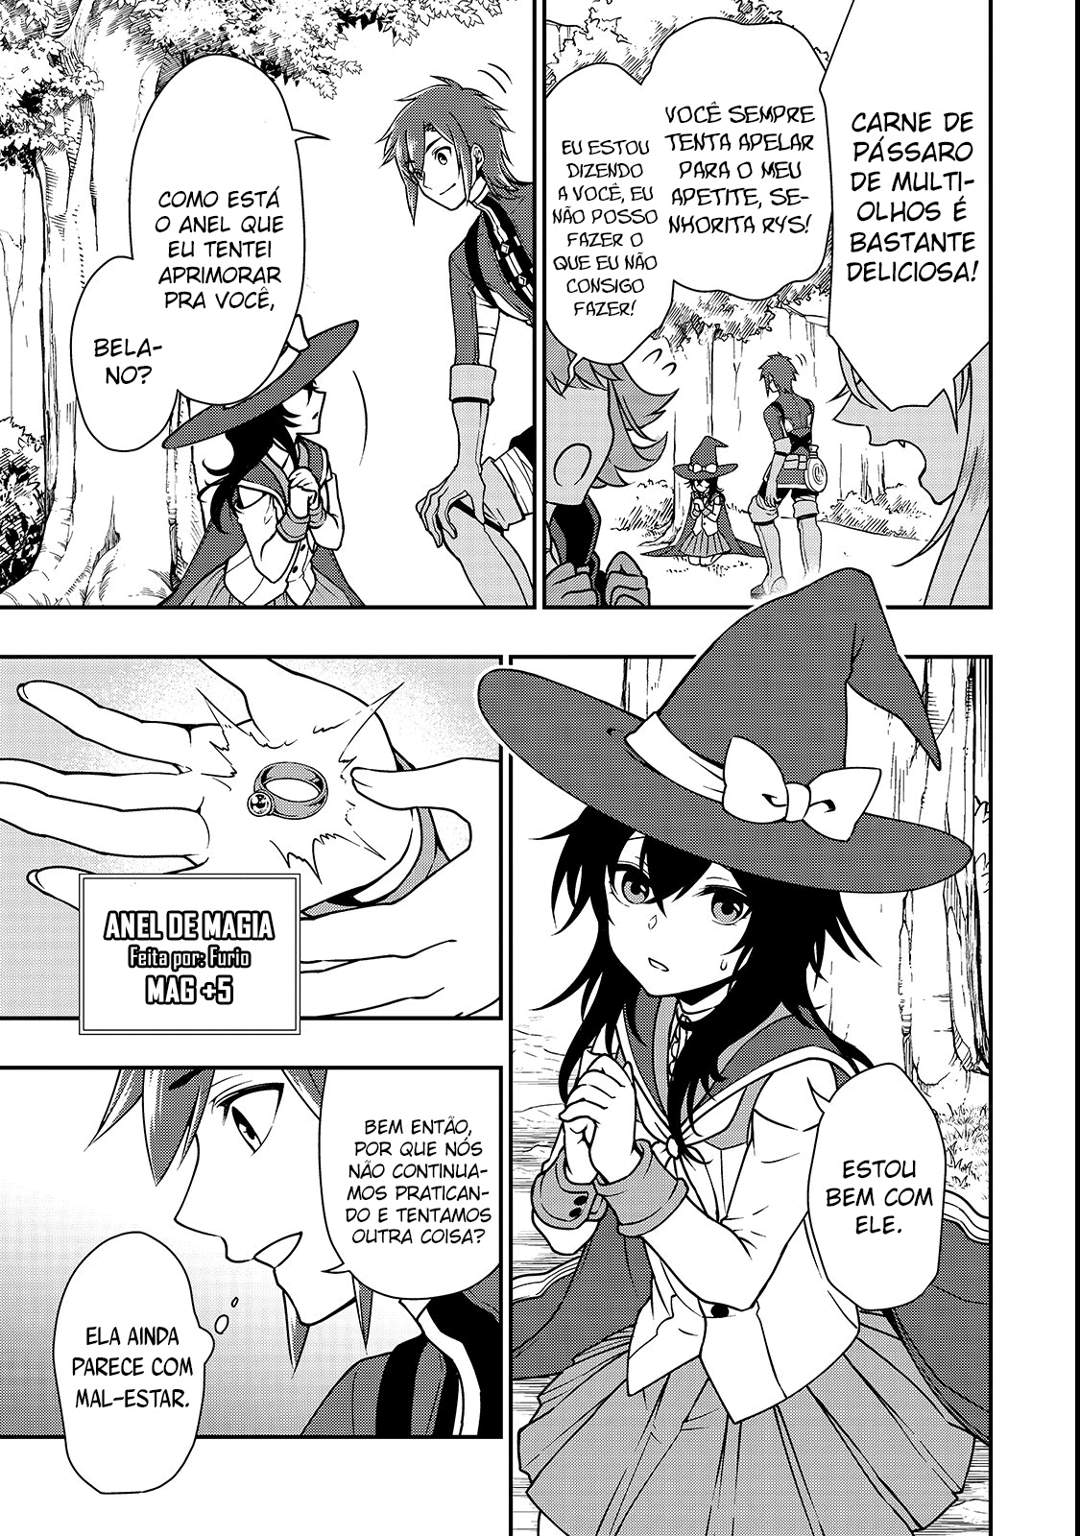 CARNE DE
PÁSSARO
DE MULTI-
OLHOS É
BASTANTE
DELICIOSA!
VOCÊ SEMPRE
TENTA APELAR
PARA O MEU
APETITE, SE-
NHORITA RYS!
EU ESTOU
DIZENDO
A VOCÊ, EU
NÃO POSSO
FAZER O
QUE EU NÃO
CONSIGO
FAZER!
COMO ESTÁ
O ANEL QUE
EU TENTEI
APRIMORAR
PRA VOCÊ,
BELA-
NO?
ESTOU
BEM COM
ELE.
ANEL DE MAGIA
Feita por: Furio
MAG +5
BEM ENTÃO,
POR QUE NÓS
NÃO CONTINUA-
MOS PRATICAN-
DO E TENTAMOS
OUTRA COISA?
ELA AINDA
PARECE COM
MAL-ESTAR.